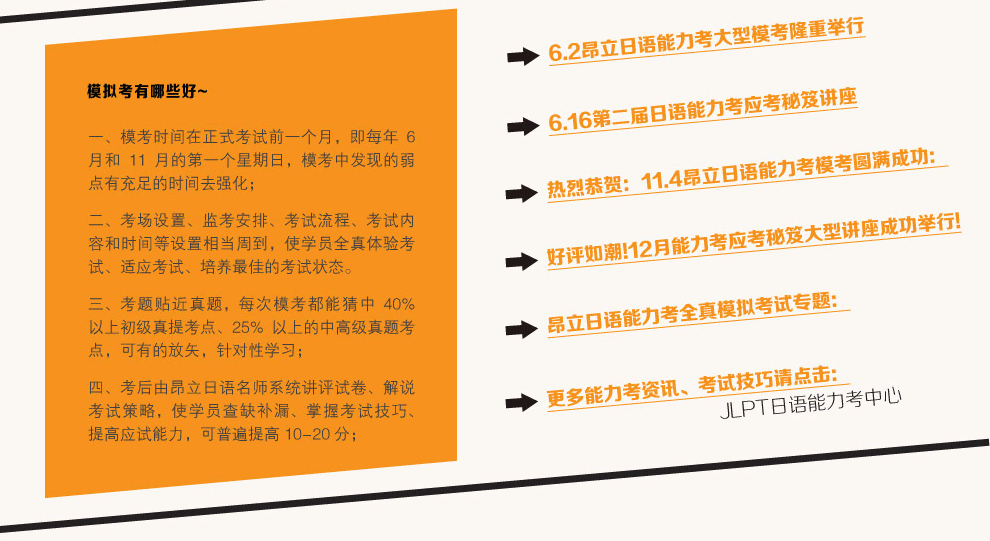 模拟考有哪些好~
一、模考时间在正式考试前一个月，即每年 6
月和 11 月的第一个星期日，模考中发现的弱
点有充足的时间去强化；
二、考场设置、监考安排、考试流程、考试内
容和时间等设置相当周到，使学员全真体验考
试、适应考试、培养最佳的考试状态。
三、考题贴近真题，每次模考都能猜中 40%
以上初级真提考点、25% 以上的中高级真题考
点，可有的放矢，针对性学习；
四、考后由昂立日语名师系统讲评试卷、解说
考试策略，使学员查缺补漏、掌握考试技巧、
提高应试能力，可普遍提高 10-20 分；
6.2昂立日语能力考大型模考隆重举行
6.16第二届日语能力考应考秘笈讲座
热烈恭贺：11.4昂立日语能力考模考圆满成功：
好评如潮!12月能力考应考秘笈大型讲座成功举行!
昂立日语能力考全真模拟考试专题：
更多能力考资讯、考试技巧请点击：
JLPT日语能力考中心